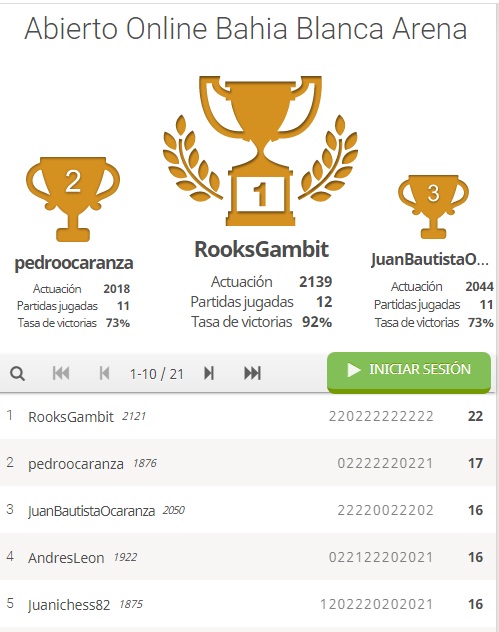 Abierto Online Bahia Blanca Arena
2
1
3
pedroocaranza
Actuación 2018
Partidas jugadas 11
Tasa de victorias 73%
RooksGambit
Actuación 2139
Partidas jugadas 12
Tasa de victorias 92%
JuanBautistaO...
Actuación 2044
Partidas jugadas 11
Tasa de victorias 73%
1-10 / 21
INICIAR SESIÓN
1 RooksGambit 2121 220222222222 22
2 pedroocaranza 1876 02222220221 17
3 JuanBautistaOcaranza 2050 22220022202 16
4 AndresLeon 1922 022122202021 16
5 Juanichess82 1875 1202220202021 16